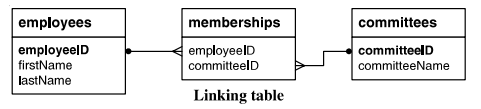 employees
employeeID
firstName
lastName
memberships
employeeID
committeeID
committees
committeeID
committeeName
Linking table